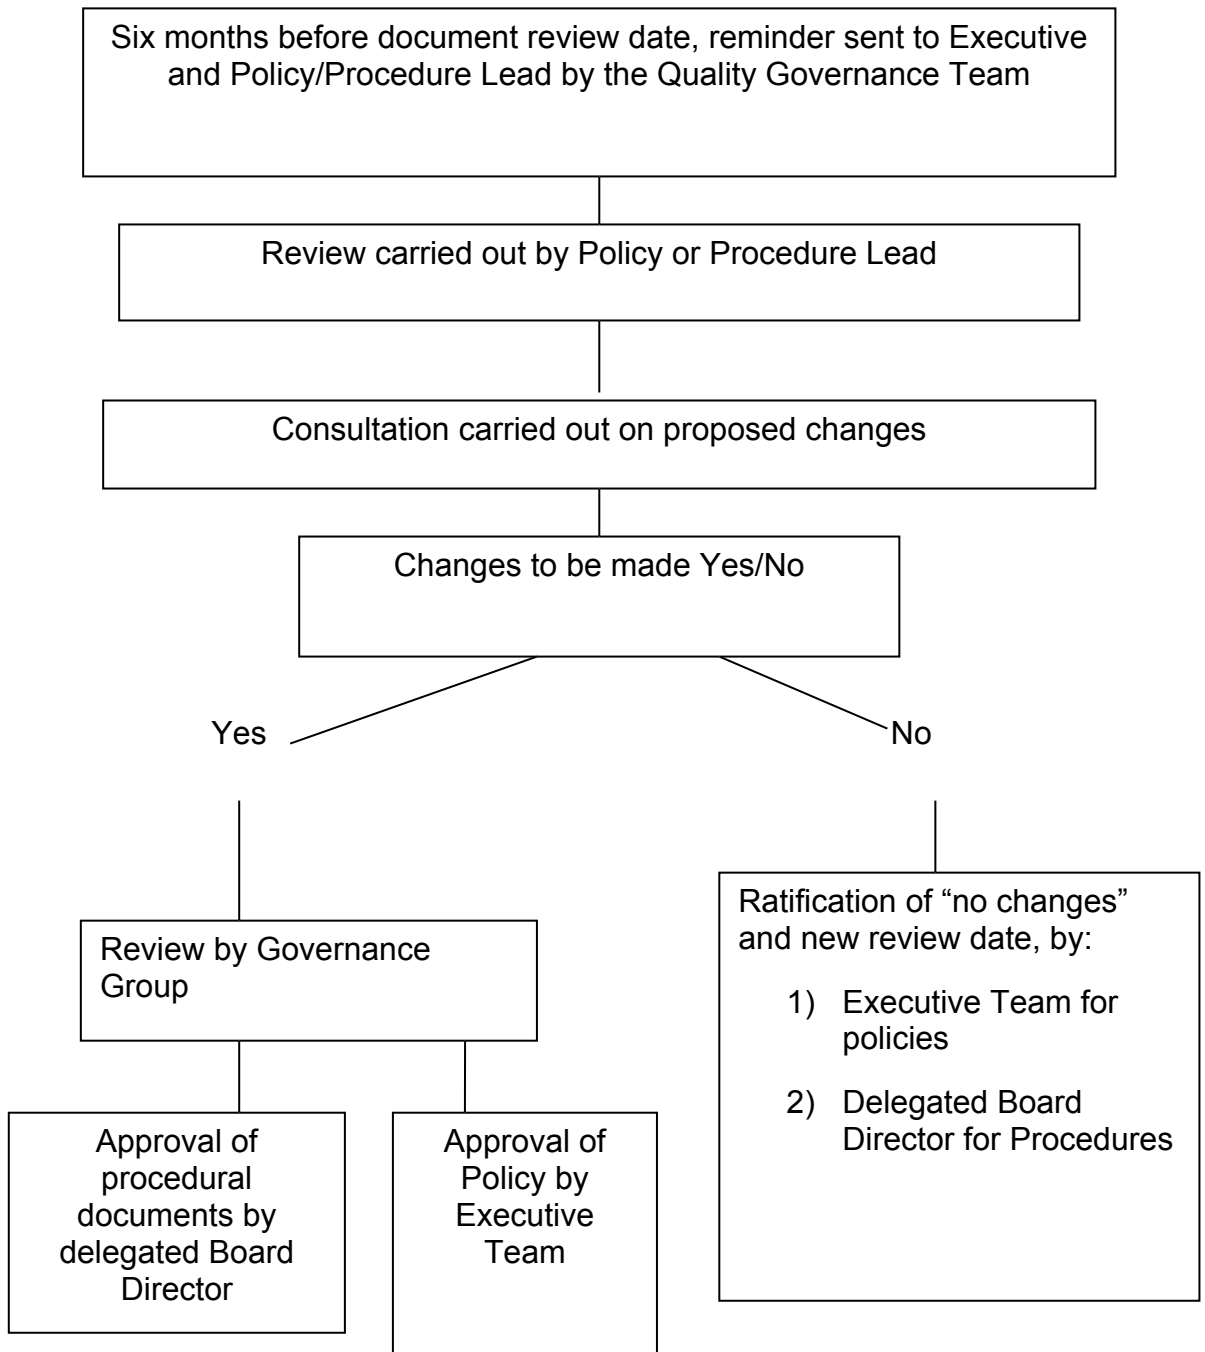 Six months before document review date, reminder sent to Executive
and Policy/Procedure Lead by the Quality Governance Team
Review carried out by Policy or Procedure Lead
Consultation carried out on proposed changes
Changes to be made Yes/No
Yes
No
Review by Governance
Group
Approval of
procedural
documents by
delegated Board
Director
Approval of
Policy by
Executive
Team
Ratification of “no changes”
and new review date, by:
1) Executive Team for
policies
2) Delegated Board
Director for Procedures